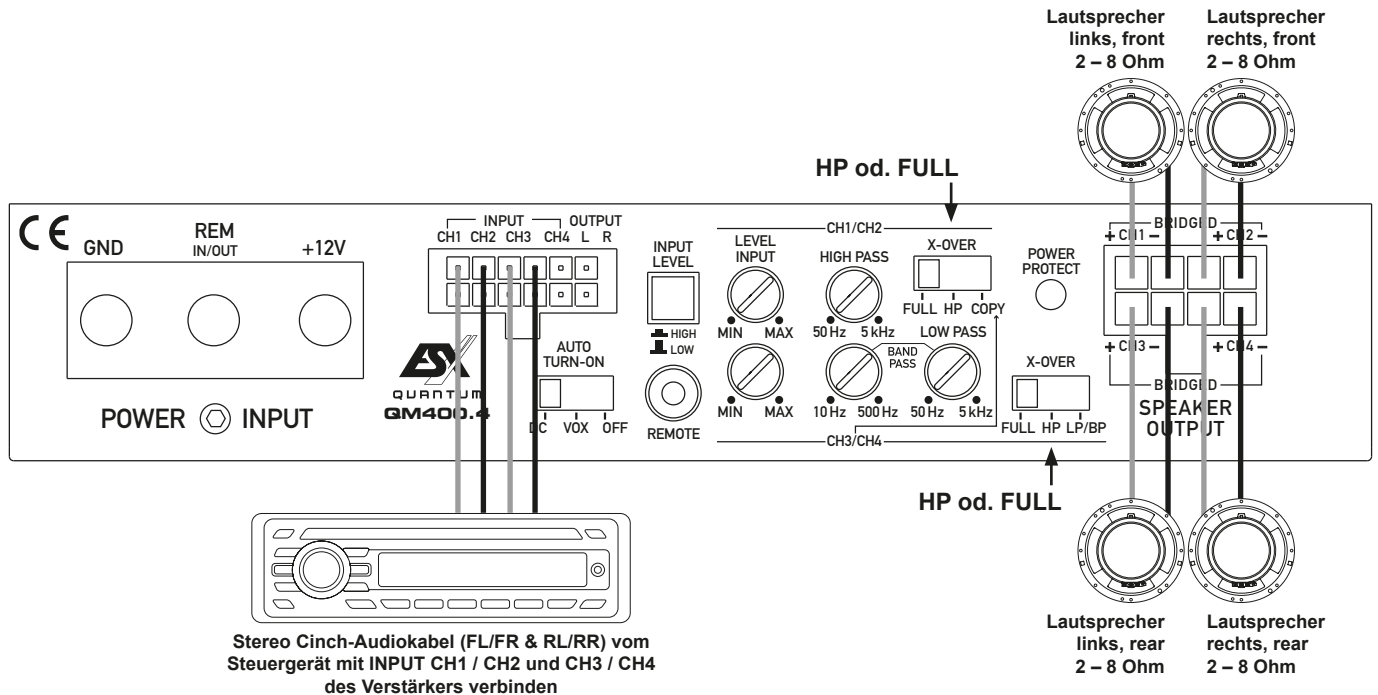 Lautsprecher
links, front
2 – 8 Ohm
Lautsprecher
rechts, front
2 – 8 Ohm
HP od. FULL
CE
GND
REM
IN/OUT
+12V
POWER INPUT
INPUT OUTPUT
CH1 CH2 CH3 CH4 L R
ESX
QUANTUM
QM400.4
AUTO
TURN-ON
DC VOX OFF
INPUT
LEVEL
HIGH
LOW
REMOTE
CH1/CH2
LEVEL
INPUT
MIN MAX
HIGH PASS
50 Hz 5 kHz
X-OVER
FULL HP COPY
MIN MAX
BAND
PASS
10 Hz 500 Hz
LOW PASS
50 Hz 5 kHz
CH3/CH4
X-OVER
FULL HP LP/BP
POWER
PROTECT
BRIDGED
+ CH1 – + CH2 –
+ CH3 – + CH4 –
BRIDGED
SPEAKER
OUTPUT
HP od. FULL
Stereo Cinch-Audiokabel (FL/FR & RL/RR) vom
Steuergerät mit INPUT CH1 / CH2 und CH3 / CH4
des Verstärkers verbinden
Lautsprecher
links, rear
2 – 8 Ohm
Lautsprecher
rechts, rear
2 – 8 Ohm